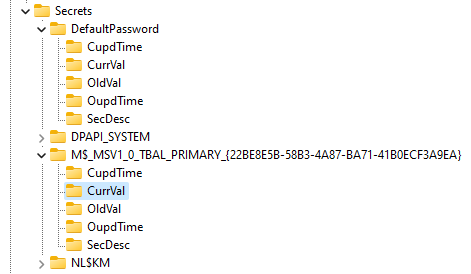 Secrets
DefaultPassword
CupdTime
CurrVal
OldVal
OupdTime
SecDesc
DPAPI_SYSTEM
M$_MSV1_0_TBAL_PRIMARY_{22BE8E5B-58B3-4A87-BA71-41B0ECF3A9EA}
CupdTime
CurrVal
OldVal
OupdTime
SecDesc
NL$KM